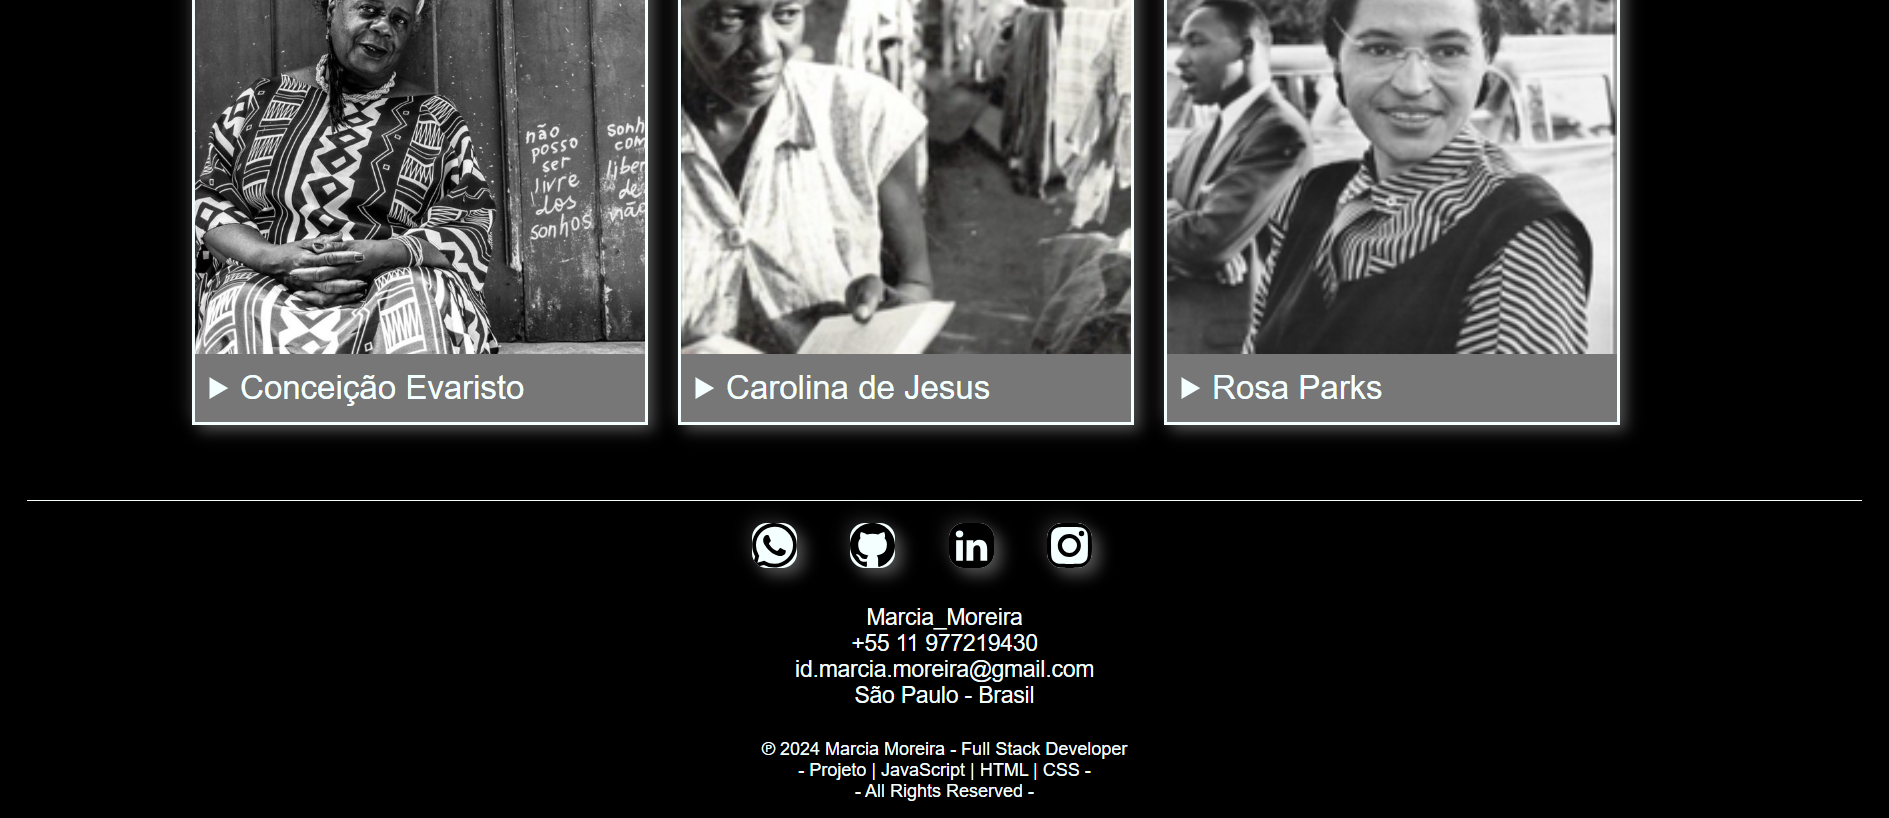 não
posso
ser
livre
dos
sonhos
sonh
com
liber
de
não
Conceição Evaristo
Carolina de Jesus
Rosa Parks
in
Marcia_Moreira
+55 11 977219430
id.marcia.moreira@gmail.com
São Paulo - Brasil
℗ 2024 Marcia Moreira - Full Stack Developer
- Projeto | JavaScript | HTML | CSS -
- All Rights Reserved -